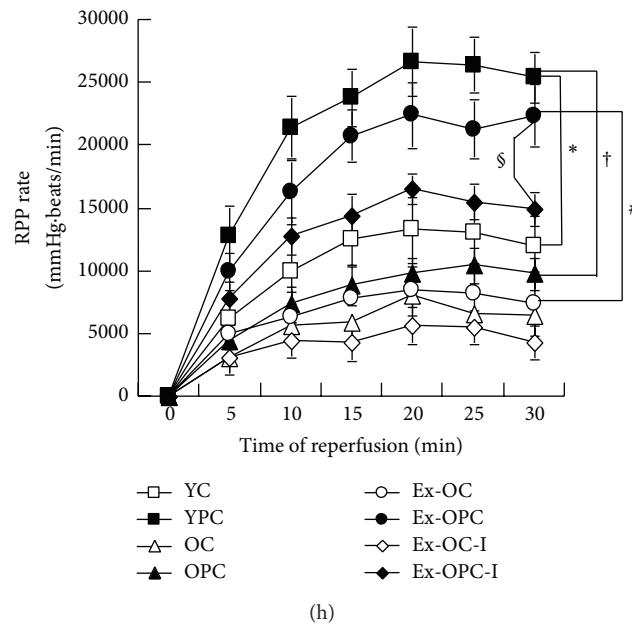 30000
25000
20000
15000
10000
5000
0
RPP rate
(mmHg·beats/min)
§
*
†
0 5 10 15 20 25 30
Time of reperfusion (min)
YC
YPC
OC
OPC
Ex-OC
Ex-OPC
Ex-OC-I
Ex-OPC-I
(h)